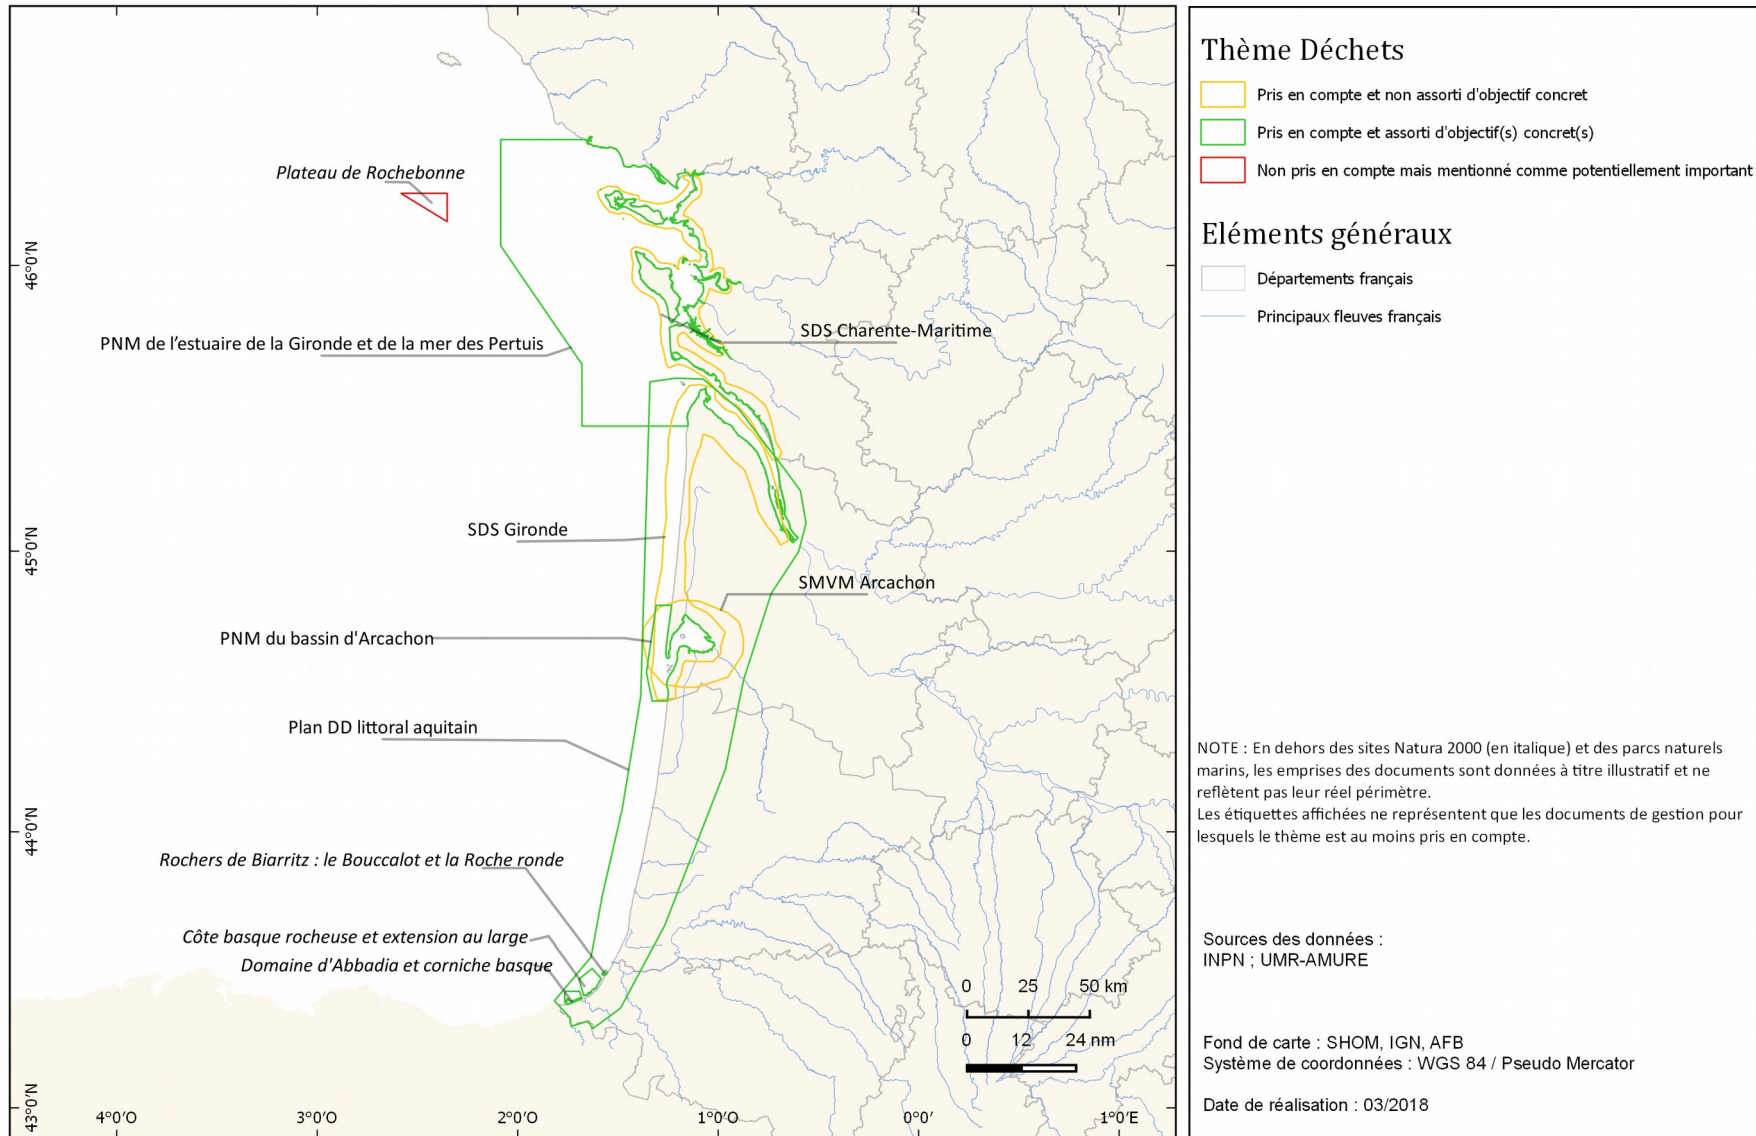 Plateau de Rochebonne
PNM de l'estuaire de la Gironde et de la mer des Pertuis
SDS Charente-Maritime
SDS Gironde
SMVM Arcachon
PNM du bassin d'Arcachon
Plan DD littoral aquitain
Rochers de Biarritz : le Bouccalot et la Roche ronde
Côte basque rocheuse et extension au large
Domaine d'Abbadia et corniche basque
46°0'N
45°0'N
44°0'N
43°0'N
4°0'O
3°0'O
2°0'O
1°0'O
0°0'
1°0'E
0 25 50 km
0 12 24 nm
Thème Déchets
Pris en compte et non assorti d'objectif concret
Pris en compte et assorti d'objectif(s) concret(s)
Non pris en compte mais mentionné comme potentiellement important
Eléments généraux
Départements français
Principaux fleuves français
NOTE : En dehors des sites Natura 2000 (en italique) et des parcs naturels
marins, les emprises des documents sont données à titre illustratif et ne
reflètent pas leur réel périmètre.
Les étiquettes affichées ne représentent que les documents de gestion pour
lesquels le thème est au moins pris en compte.
Sources des données :
INPN ; UMR-AMURE
Fond de carte : SHOM, IGN, AFB
Système de coordonnées : WGS 84 / Pseudo Mercator
Date de réalisation : 03/2018